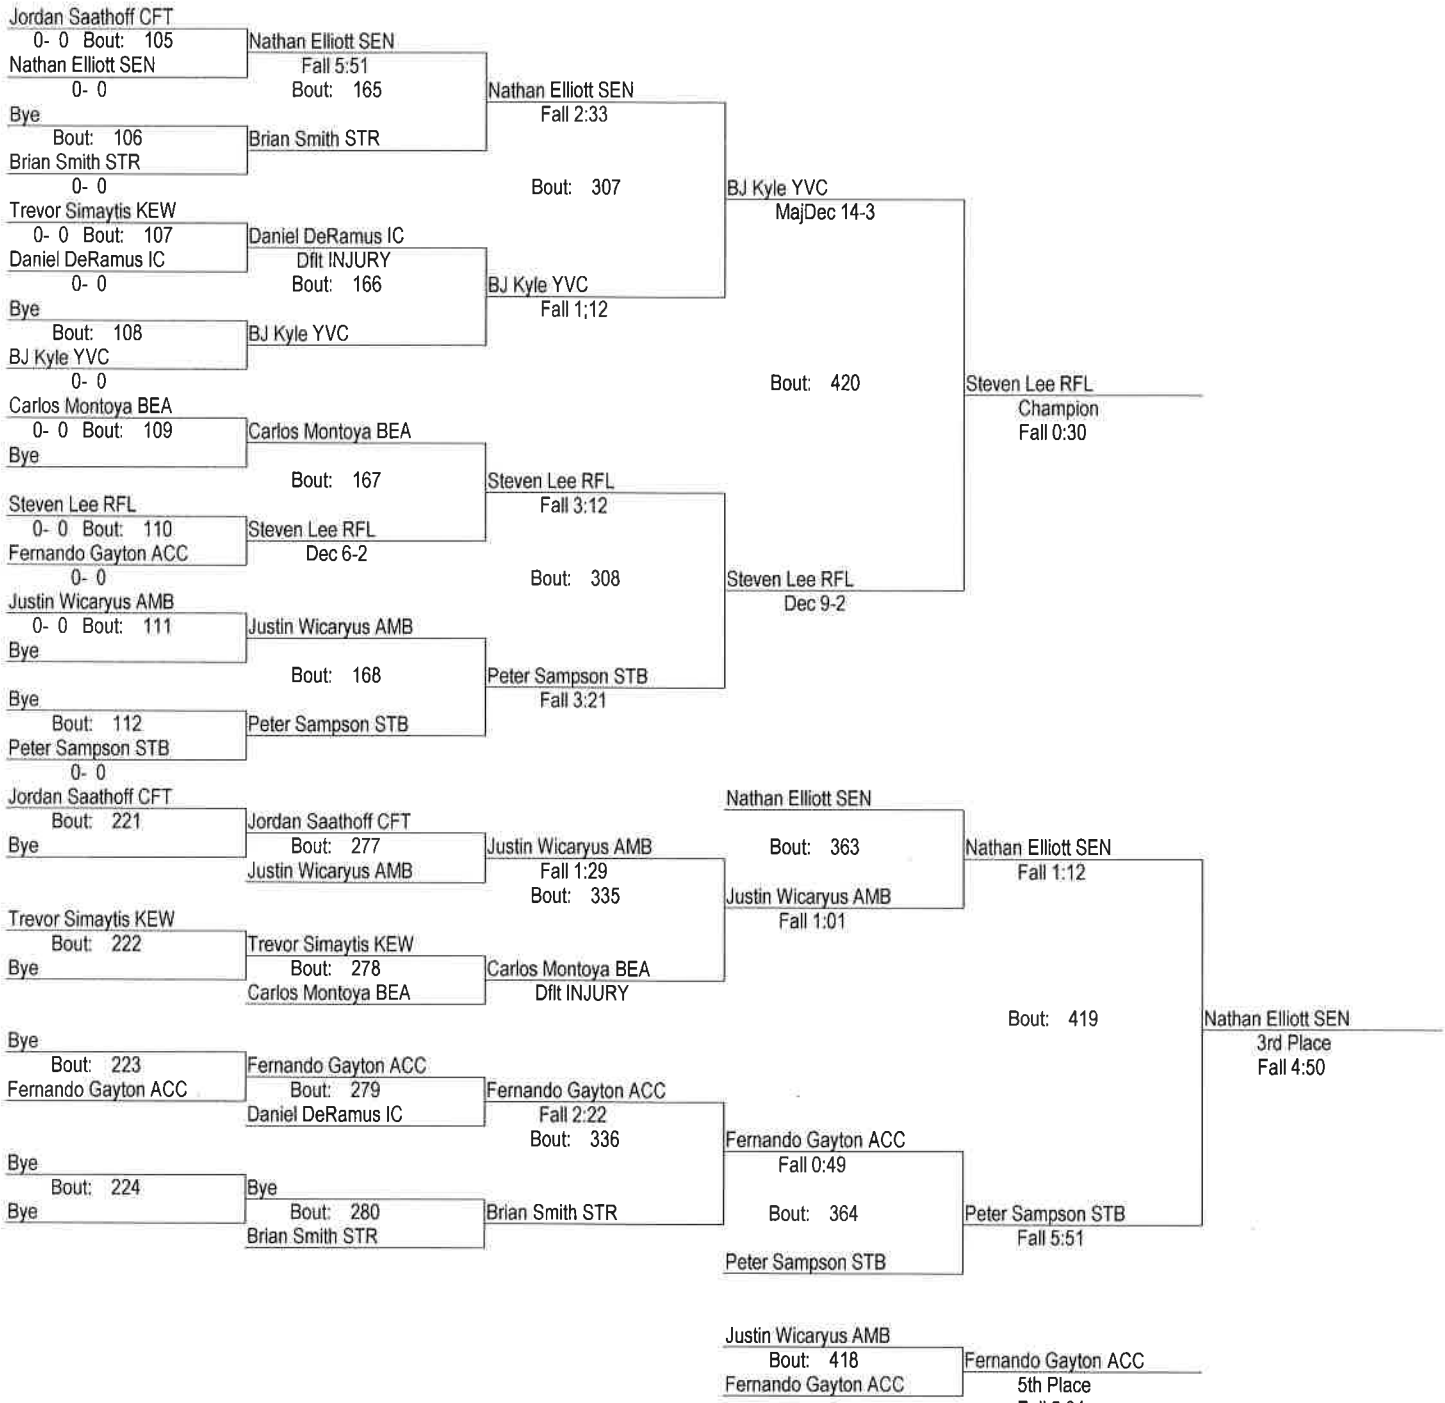 Jordan Saathoff CFT
0- 0 Bout: 105
Nathan Elliott SEN
Nathan Elliott SEN
Fall 5:51
0- 0
Bout: 165
Nathan Elliott SEN
Bye
Fall 2:33
Bout: 106
Brian Smith STR
Brian Smith STR
0- 0
Bout: 307
BJ Kyle YVC
Trevor Simaytis KEW
MajDec 14-3
0- 0 Bout: 107
Daniel DeRamus IC
Daniel DeRamus IC
Dflt INJURY
0- 0
Bout: 166
BJ Kyle YVC
Bye
Fall 1;12
Bout: 108
BJ Kyle YVC
BJ Kyle YVC
0- 0
Bout: 420
Steven Lee RFL
Carlos Montoya BEA
Champion
0- 0 Bout: 109
Carlos Montoya BEA
Fall 0:30
Bye
Bout: 167
Steven Lee RFL
Steven Lee RFL
Fall 3:12
0- 0 Bout: 110
Steven Lee RFL
Fernando Gayton ACC
Dec 6-2
0- 0
Bout: 308
Steven Lee RFL
Justin Wicaryus AMB
Dec 9-2
0- 0 Bout: 111
Justin Wicaryus AMB
Bye
Bout: 168
Peter Sampson STB
Bye
Fall 3:21
Bout: 112
Peter Sampson STB
Peter Sampson STB
0- 0
Jordan Saathoff CFT
Nathan Elliott SEN
Bout: 221
Jordan Saathoff CFT
Bye
Bout: 277
Justin Wicaryus AMB
Bout: 363
Nathan Elliott SEN
Justin Wicaryus AMB
Fall 1:29
Fall 1:12
Bout: 335
Justin Wicaryus AMB
Trevor Simaytis KEW
Fall 1:01
Bout: 222
Trevor Simaytis KEW
Bye
Bout: 278
Carlos Montoya BEA
Carlos Montoya BEA
Dflt INJURY
Bout: 419
Nathan Elliott SEN
Bye
3rd Place
Bout: 223
Fernando Gayton ACC
Fall 4:50
Fernando Gayton ACC
Bout: 279
Fernando Gayton ACC
Daniel DeRamus IC
Fall 2:22
Bout: 336
Fernando Gayton ACC
Bye
Fall 0:49
Bout: 224
Bye
Bye
Bout: 280
Brian Smith STR
Bout: 364
Peter Sampson STB
Brian Smith STR
Fall 5:51
Peter Sampson STB
Justin Wicaryus AMB
Bout: 418
Fernando Gayton ACC
Fernando Gayton ACC
5th Place